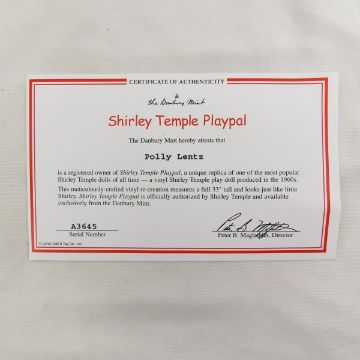 CERTIFICATE OF AUTHENTICITY
the Danbury Mint
Shirley Temple Playpal
The Danbury Mint hereby attests that
Polly Lentz
is a registered owner of Shirley Temple Playpal, a unique replica of one of the most popular
Shirley Temple dolls of all time — a vinyl Shirley Temple play doll produced in the 1960s.
This meticulously-crafted vinyl re-creation measures a full 33" tall and looks just like little
Shirley. Shirley Temple Playpal is officially authorized by Shirley Temple and available
exclusively from the Danbury Mint.
A3645
Serial Number
Peter B. Maglathlin, Director